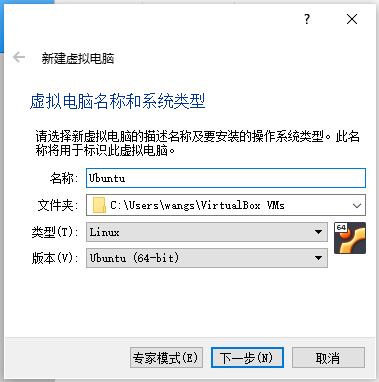 ?
新建虚拟电脑
虚拟电脑名称和系统类型
请选择新虚拟电脑的描述名称及要安装的操作系统类型。此名
称将用于标识此虚拟电脑。
名称: Ubuntu
文件夹: C:\Users\wangs\VirtualBox VMs
类型(T): Linux
64
版本(V): Ubuntu (64-bit)
专家模式(E) 下一步(N) 取消